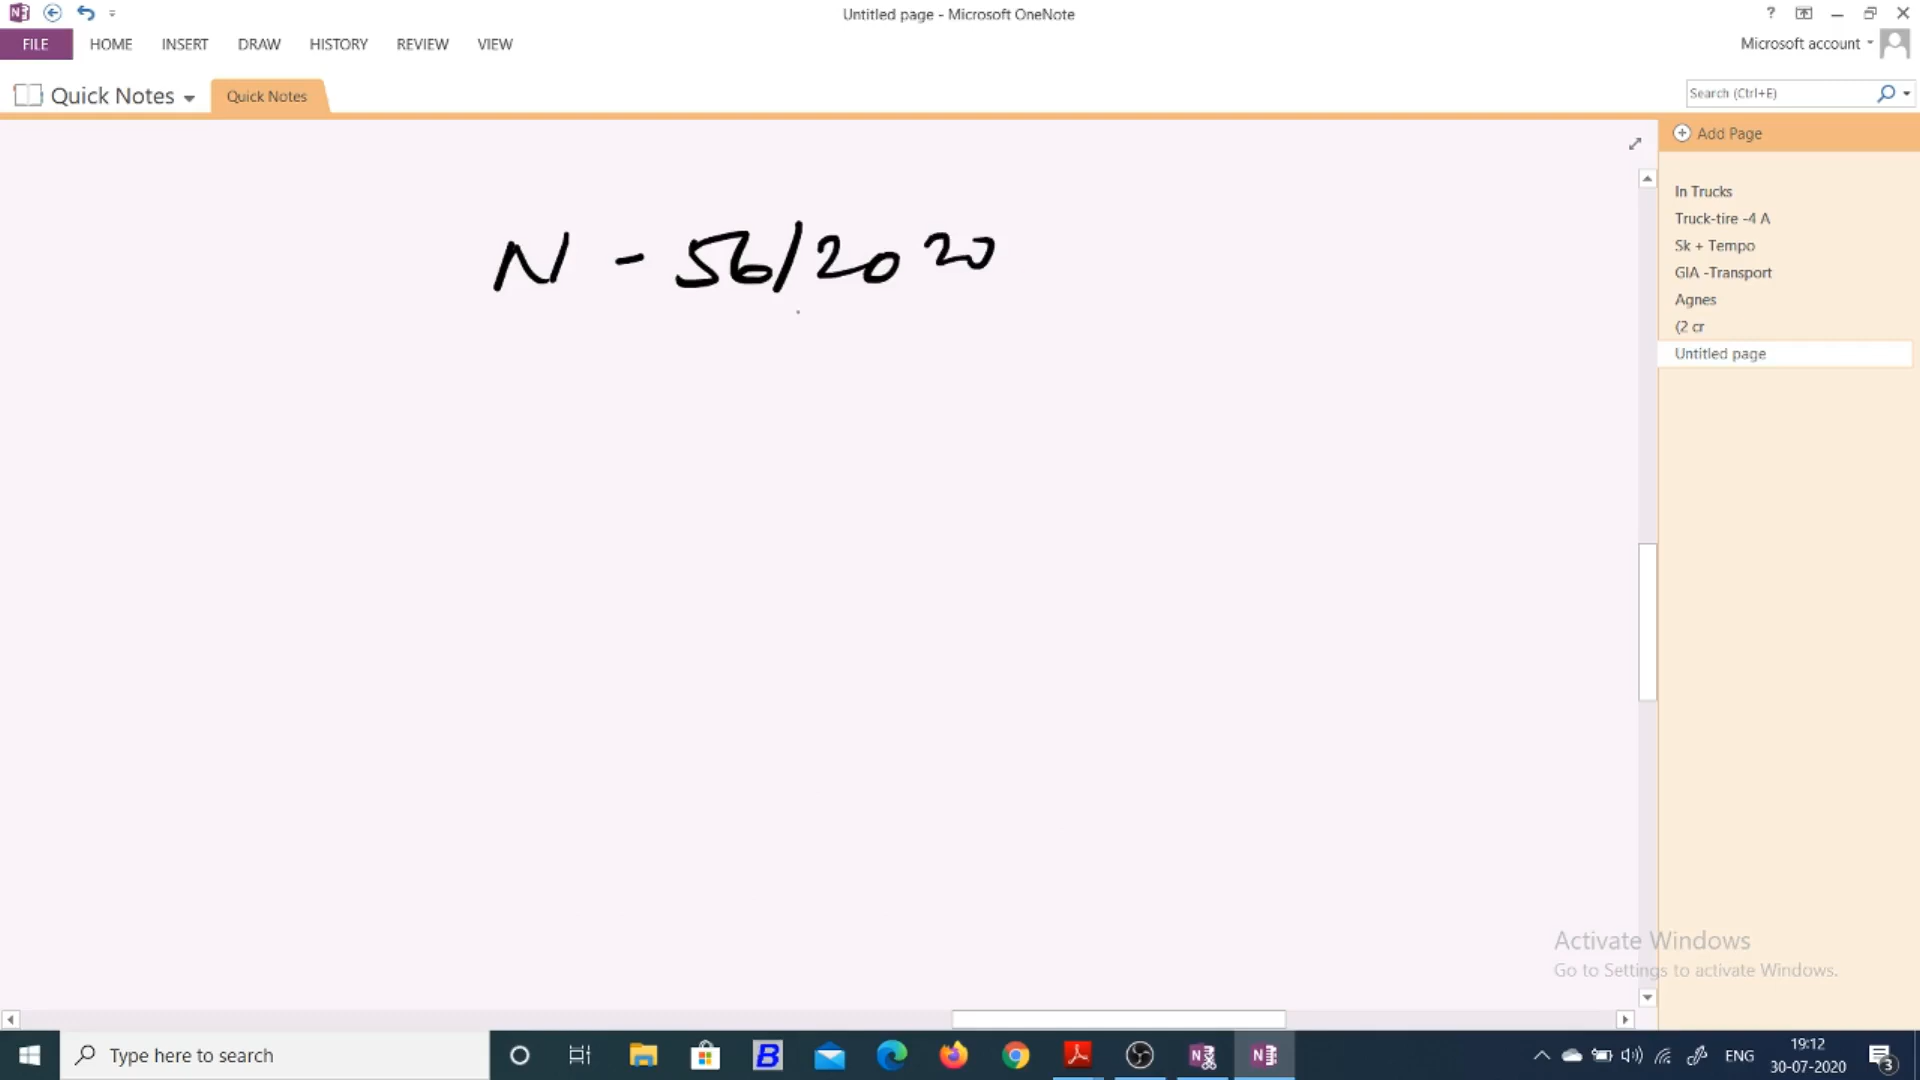 Untitled page - Microsoft OneNote
?
FILE HOME INSERT DRAW HISTORY REVIEW VIEW
Microsoft account
Quick Notes
Quick Notes
Search (Ctrl+E)
Add Page
In Trucks
Truck-tire -4 A
Sk + Tempo
GIA -Transport
Agnes
(2 cr
Untitled page
N - 56/2020
Activate Windows
Go to Settings to activate Windows.
Type here to search
B
N
N
ENG
19:12
30-07-2020
3